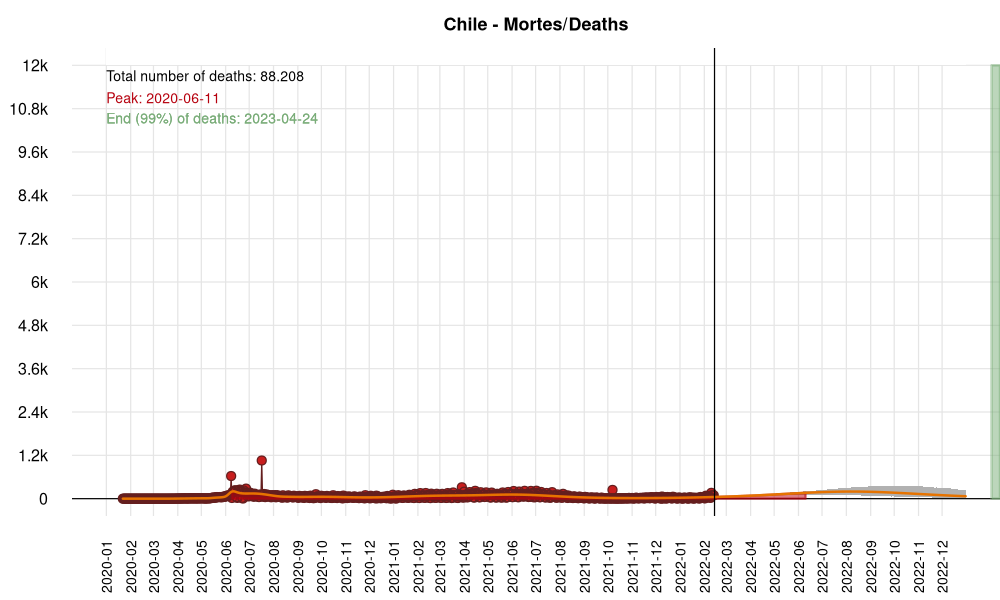 Chile - Mortes/Deaths
Total number of deaths: 88.208
Peak: 2020-06-11
End (99%) of deaths: 2023-04-24
12k
10.8k
9.6k
8.4k
7.2k
6k
4.8k
3.6k
2.4k
1.2k
0
2020-01
2020-02
2020-03
2020-04
2020-05
2020-06
2020-07
2020-08
2020-09
2020-10
2020-11
2020-12
2021-01
2021-02
2021-03
2021-04
2021-05
2021-06
2021-07
2021-08
2021-09
2021-10
2021-11
2021-12
2022-01
2022-02
2022-03
2022-04
2022-05
2022-06
2022-07
2022-08
2022-09
2022-10
2022-11
2022-12